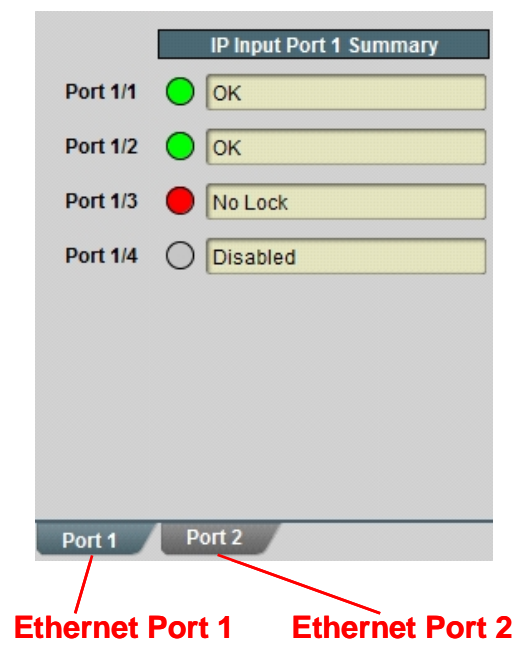 IP Input Port 1 Summary
Port 1/1 OK
Port 1/2 OK
Port 1/3 No Lock
Port 1/4 Disabled
Port 1 Port 2
Ethernet Port 1 Ethernet Port 2